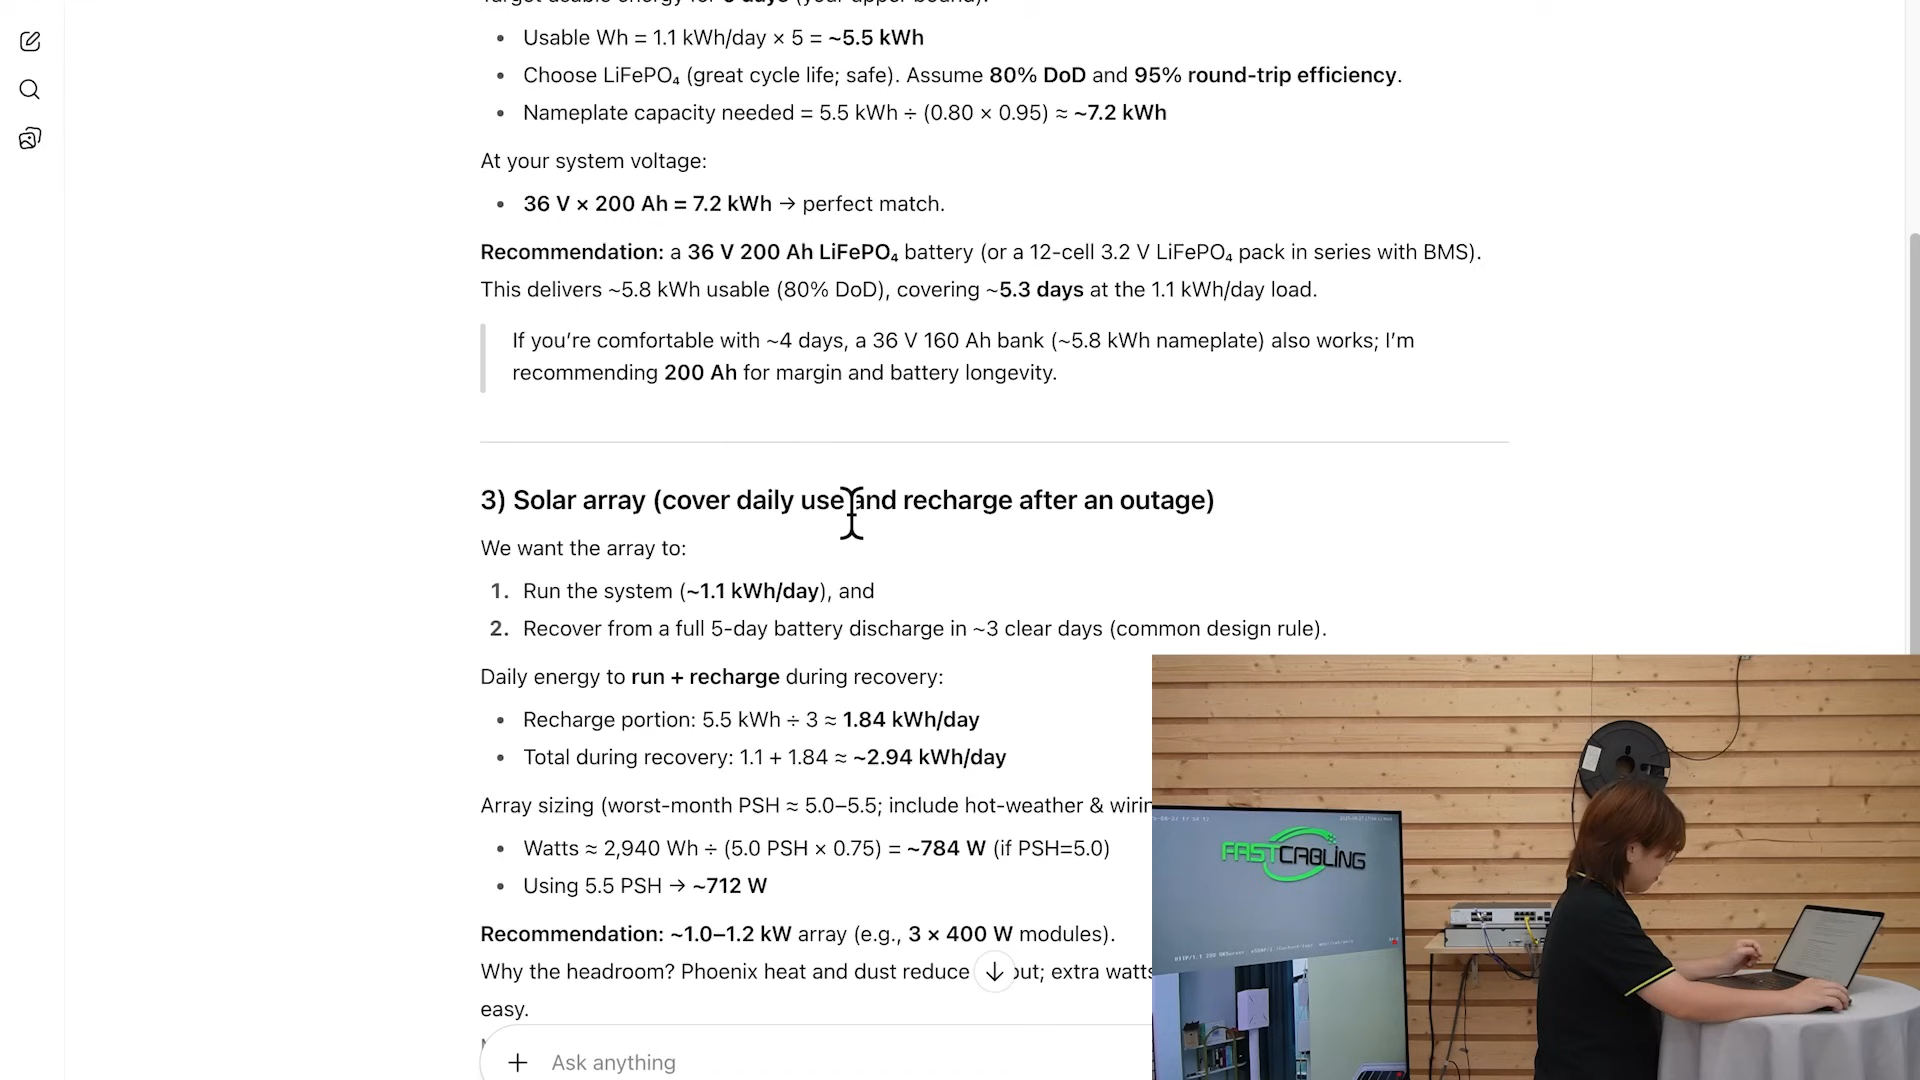 Usable Wh = 1.1 kWh/day × 5 = ~5.5 kWh
Choose LiFePO₄ (great cycle life; safe). Assume 80% DoD and 95% round-trip efficiency.
Nameplate capacity needed = 5.5 kWh ÷ (0.80 × 0.95) ≈ ~7.2 kWh
At your system voltage:
36 V × 200 Ah = 7.2 kWh → perfect match.
Recommendation: a 36 V 200 Ah LiFePO₄ battery (or a 12-cell 3.2 V LiFePO₄ pack in series with BMS).
This delivers ~5.8 kWh usable (80% DoD), covering ~5.3 days at the 1.1 kWh/day load.
If you’re comfortable with ~4 days, a 36 V 160 Ah bank (~5.8 kWh nameplate) also works; I’m
recommending 200 Ah for margin and battery longevity.
3) Solar array (cover daily use and recharge after an outage)
We want the array to:
1. Run the system (~1.1 kWh/day), and
2. Recover from a full 5-day battery discharge in ~3 clear days (common design rule).
Daily energy to run + recharge during recovery:
Recharge portion: 5.5 kWh ÷ 3 ≈ 1.84 kWh/day
Total during recovery: 1.1 + 1.84 ≈ ~2.94 kWh/day
Array sizing (worst-month PSH ≈ 5.0–5.5; include hot-weather & wirin
Watts ≈ 2,940 Wh ÷ (5.0 PSH × 0.75) = ~784 W (if PSH=5.0)
Using 5.5 PSH → ~712 W
Recommendation: ~1.0–1.2 kW array (e.g., 3 × 400 W modules).
Why the headroom? Phoenix heat and dust reduce out; extra watts
easy.
Ask anything
FASTCABLING